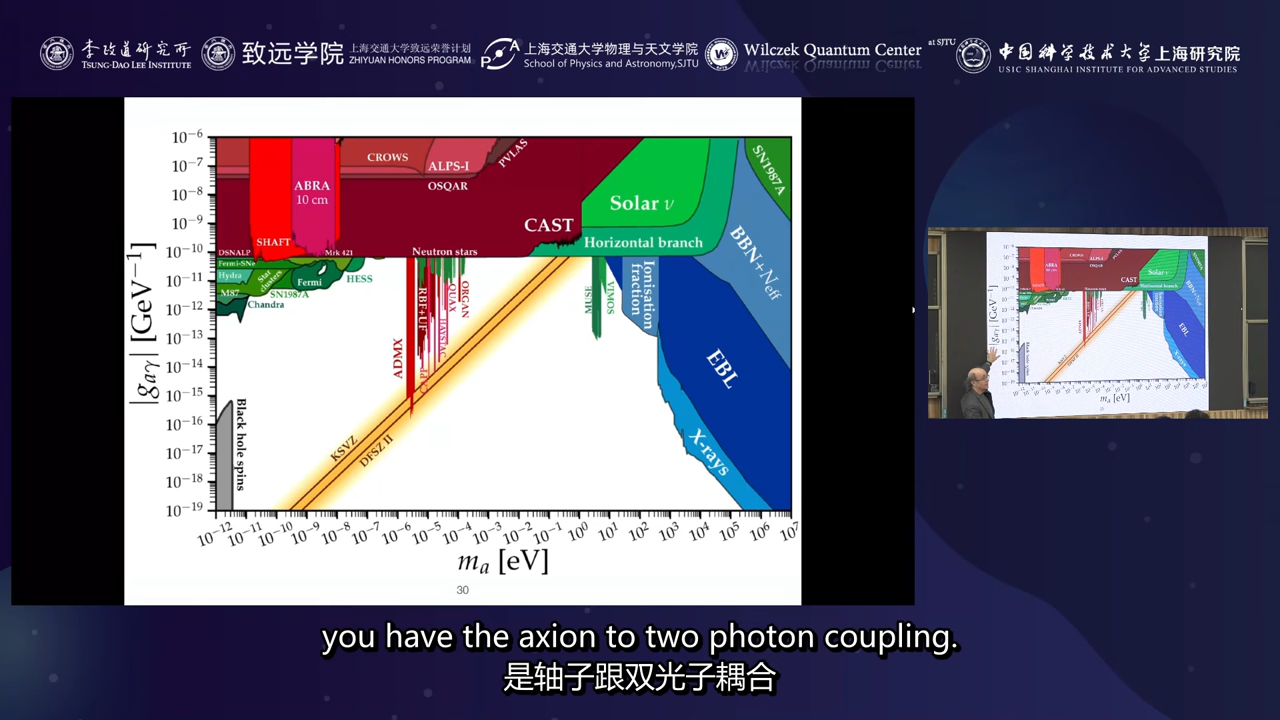 李政道研究所
TSUNG-DAO LEE INSTITUTE
致远学院
上海交通大学致远荣誉计划
ZHIYUAN HONORS PROGRAM
上海交通大学物理与天文学院
School of Physics and Astronomy,SJTU
Wilczek Quantum Center
at SJTU
中国科学技术大学上海研究院
USTC SHANGHAI INSTITUTE FOR ADVANCED STUDIES
|g_aγ| [GeV⁻¹]
10⁻⁶
10⁻⁷
10⁻⁸
10⁻⁹
10⁻¹⁰
10⁻¹¹
10⁻¹²
10⁻¹³
10⁻¹⁴
10⁻¹⁵
10⁻¹⁶
10⁻¹⁷
10⁻¹⁸
10⁻¹⁹
CROWS
ALPS-I
PVLAS
OSQAR
ABRA
10 cm
SHAFT
CAST
Solar ν
SN1987A
Horizontal branch
BBN+N_eff
DSNALP
Mrk 421
Neutron stars
Fermi-SNe
Hydra
Star
clusters
Fermi
HESS
M87
SN1987A
Chandra
ADMX
RBF+UF
QUAX
ORGAN
HAYSTAC
CAPP
MUSE
VIMOS
Ionisation
fraction
EBL
X-rays
Black hole spins
KSVZ
DFSZ II
10⁻¹² 10⁻¹¹ 10⁻¹⁰ 10⁻⁹ 10⁻⁸ 10⁻⁷ 10⁻⁶ 10⁻⁵ 10⁻⁴ 10⁻³ 10⁻² 10⁻¹ 10⁰ 10¹ 10² 10³ 10⁴ 10⁵ 10⁶ 10⁷
m_a [eV]
30
you have the axion to two photon coupling.
是轴子跟双光子耦合